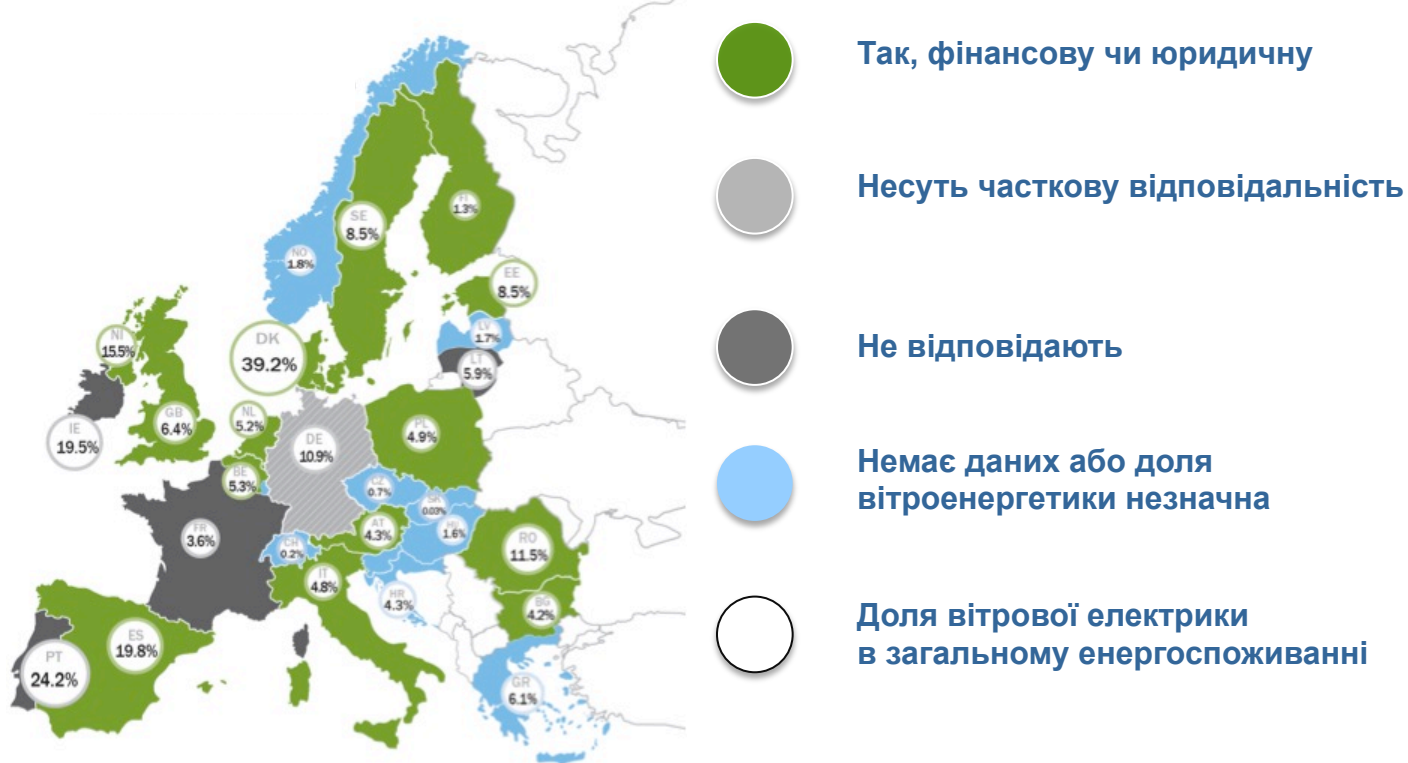 Так, фінансову чи юридичну
Несуть часткову відповідальність
Не відповідають
Немає даних або доля
вітроенергетики незначна
Доля вітрової електрики
в загальному енергоспоживанні
FI
1.3%
SE
8.5%
NO
1.8%
EE
8.5%
LV
1.7%
DK
39.2%
NI
15.5%
LT
5.9%
GB
6.4%
NL
5.2%
IE
19.5%
DE
10.9%
PL
4.9%
BE
5.3%
CZ
0.7%
SK
0.03%
FR
3.6%
AT
4.3%
HU
1.6%
RO
11.5%
CH
0.2%
IT
4.8%
HR
4.3%
BG
4.2%
ES
19.8%
PT
24.2%
GR
6.1%